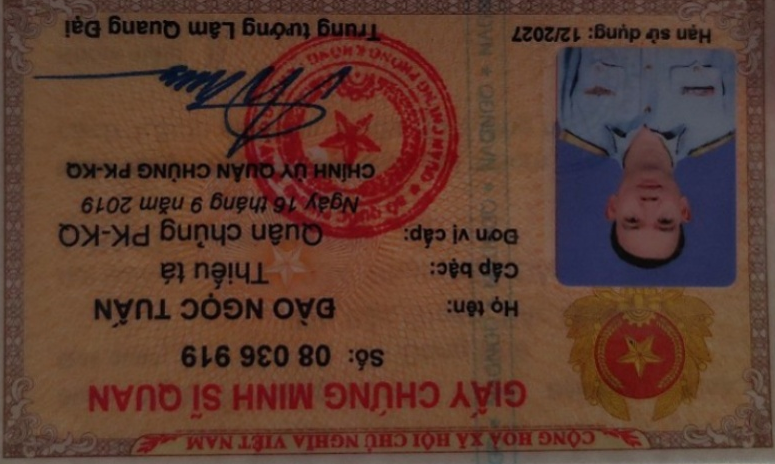 CỘNG HOÀ XÃ HỘI CHỦ NGHĨA VIỆT NAM
GIẤY CHỨNG MINH SĨ QUAN
Số: 08 036 919
Họ tên: ĐÀO NGỌC TUẤN
Cấp bậc: Thiếu tá
Đơn vị cấp: Quân chủng PK-KQ
Ngày 16 tháng 9 năm 2019
CHÍNH ỦY QUÂN CHỦNG PK-KQ
Hạn sử dụng: 12/2027
Trung tướng Lâm Quang Đại